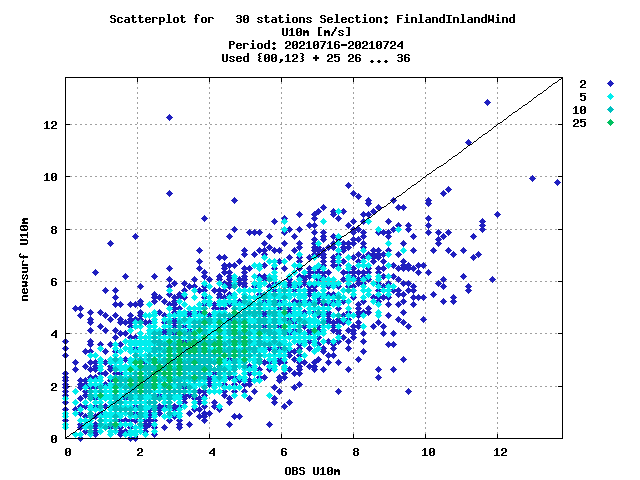 Scatterplot for   30 stations Selection: FinlandInlandWind
U10m [m/s]
Period: 20210716-20210724
Used {00,12} + 25 26 ... 36
2
5
10
25
newsurf U10m
12
10
8
6
4
2
0
0 2 4 6 8 10 12
OBS U10m